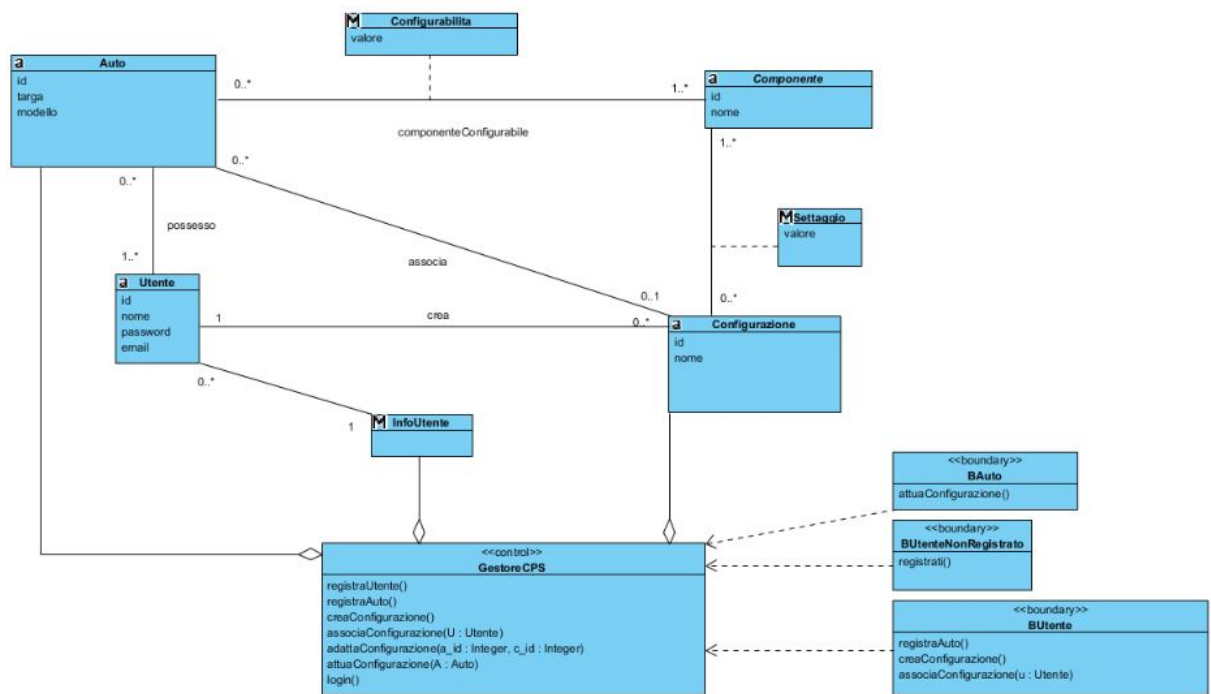 M Configurabilita
valore
a Auto
id
targa
modello
0..*
1..*
a Componente
id
nome
componenteConfigurabile
0..*
0..*
1..*
M Settaggio
valore
possesso
associa
1..*
0..1
0..*
a Utente
id
nome
password
email
1
crea
0..*
a Configurazione
id
nome
0..*
1
M InfoUtente
<<boundary>>
BAuto
attuaConfigurazione()
<<boundary>>
BUtenteNonRegistrato
registrati()
<<control>>
GestoreCPS
registraUtente()
registraAuto()
creaConfigurazione()
associaConfigurazione(U : Utente)
adattaConfigurazione(a_id : Integer, c_id : Integer)
attuaConfigurazione(A : Auto)
login()
<<boundary>>
BUtente
registraAuto()
creaConfigurazione()
associaConfigurazione(u : Utente)